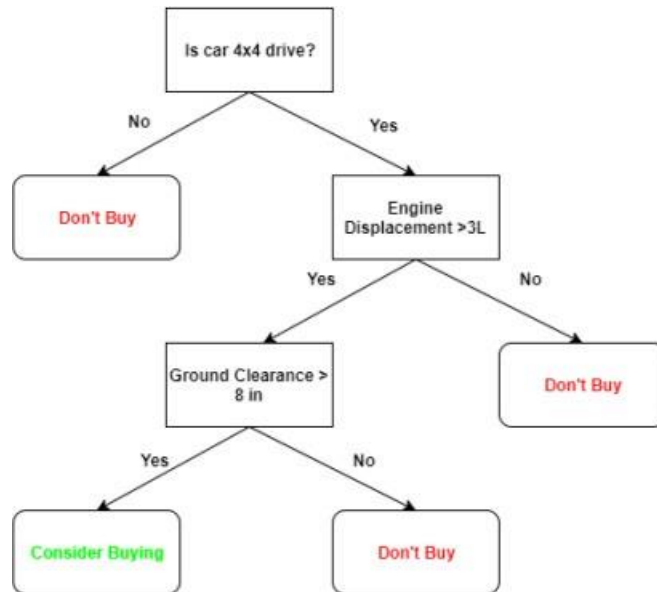 Is car 4x4 drive?
No
Yes
Don't Buy
Engine
Displacement >3L
Yes
No
Ground Clearance >
8 in
Don't Buy
Yes
No
Consider Buying
Don't Buy